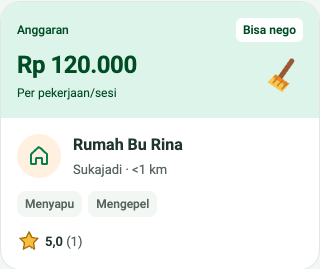 Anggaran
Bisa nego
Rp 120.000
Per pekerjaan/sesi
Rumah Bu Rina
Sukajadi · <1 km
Menyapu
Mengepel
5,0 (1)